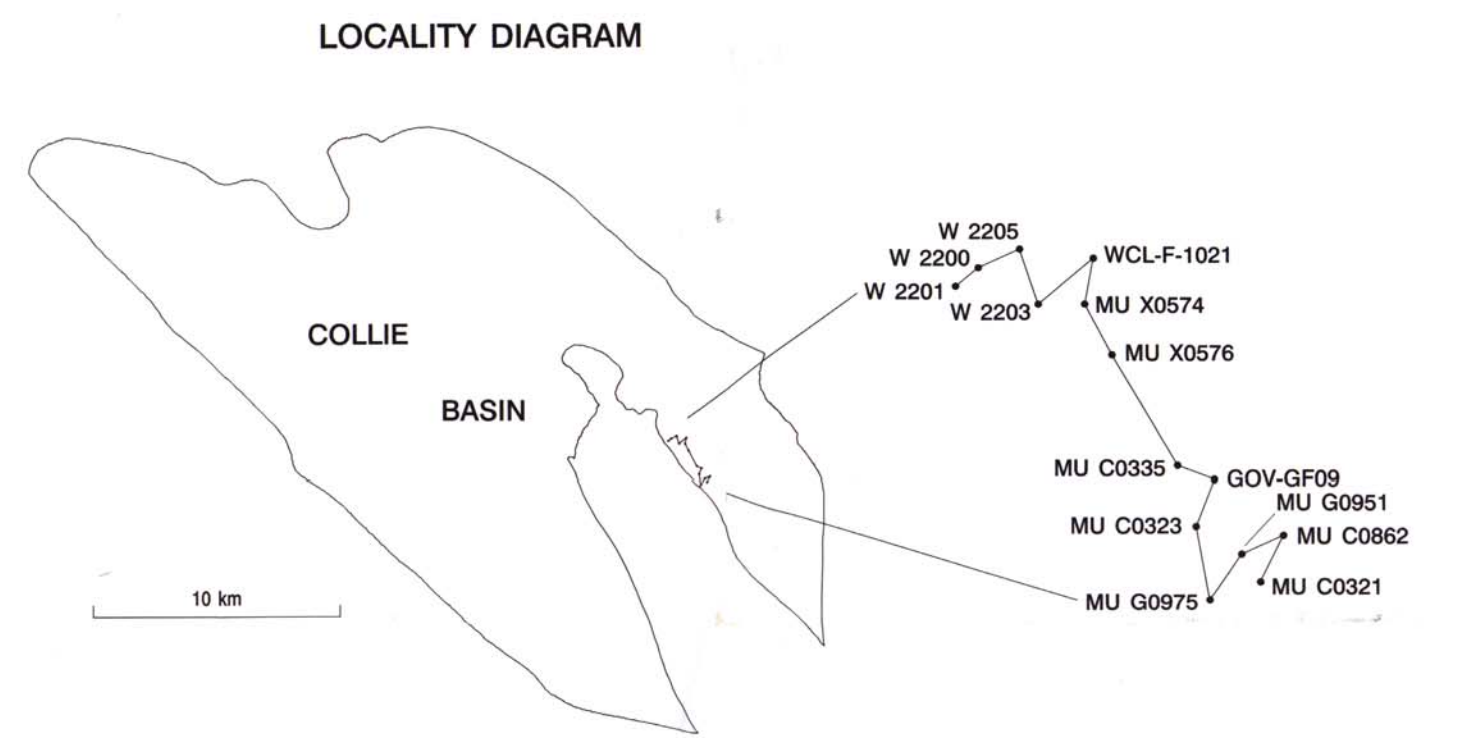 LOCALITY DIAGRAM
COLLIE
BASIN
10 km
W 2205
W 2200
W 2201
W 2203
WCL-F-1021
MU X0574
MU X0576
MU C0335
GOV-GF09
MU G0951
MU C0323
MU C0862
MU C0321
MU G0975